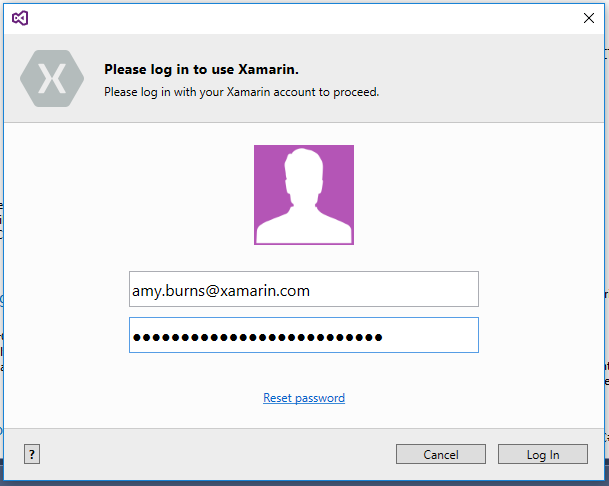 Please log in to use Xamarin.
Please log in with your Xamarin account to proceed.
amy.burns@xamarin.com
●●●●●●●●●●●●●●●●●●●●●●●●●●
Reset password
?
Cancel
Log In